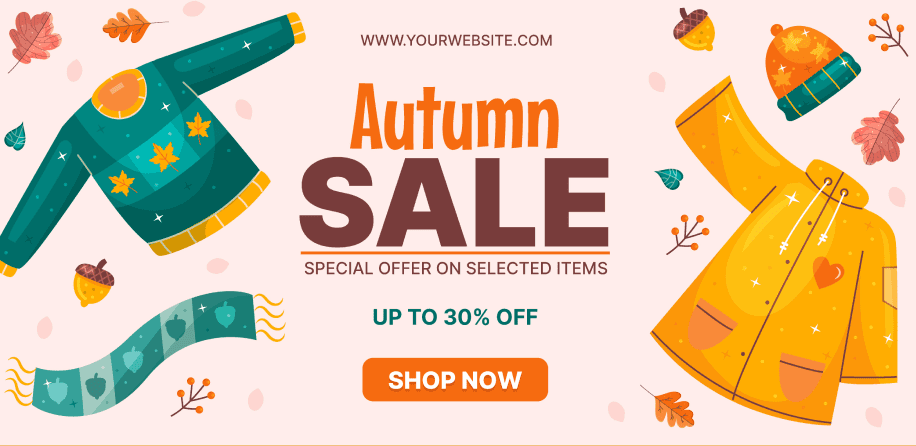 WWW.YOURWEBSITE.COM
Autumn
SALE
SPECIAL OFFER ON SELECTED ITEMS
UP TO 30% OFF
SHOP NOW